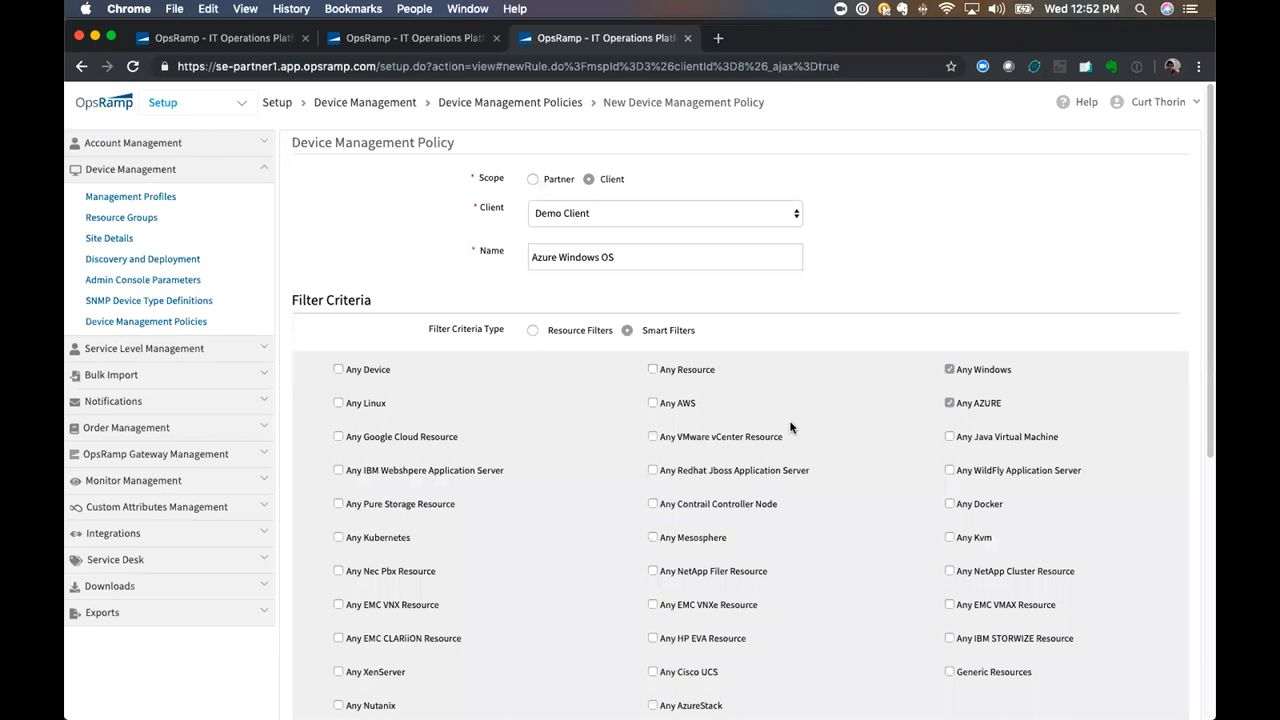 Chrome File Edit View History Bookmarks People Window Help Wed 12:52 PM
OpsRamp - IT Operations Plat OpsRamp - IT Operations Plat OpsRamp - IT Operations Plat
https://se-partner1.app.opsramp.com/setup.do?action=view#newRule.do%3FmspId%3D3%26clientId%3D8%26_ajax%3Dtrue
OpsRamp Setup Setup > Device Management > Device Management Policies > New Device Management Policy Help Curt Thorin
Account Management
Device Management
Management Profiles
Resource Groups
Site Details
Discovery and Deployment
Admin Console Parameters
SNMP Device Type Definitions
Device Management Policies
Service Level Management
Bulk Import
Notifications
Order Management
OpsRamp Gateway Management
Monitor Management
Custom Attributes Management
Integrations
Service Desk
Downloads
Exports
Device Management Policy
* Scope Partner Client
* Client Demo Client
* Name Azure Windows OS
Filter Criteria
Filter Criteria Type Resource Filters Smart Filters
Any Device Any Resource Any Windows
Any Linux Any AWS Any AZURE
Any Google Cloud Resource Any VMware vCenter Resource Any Java Virtual Machine
Any IBM Webshpere Application Server Any Redhat Jboss Application Server Any WildFly Application Server
Any Pure Storage Resource Any Contrail Controller Node Any Docker
Any Kubernetes Any Mesosphere Any Kvm
Any Nec Pbx Resource Any NetApp Filer Resource Any NetApp Cluster Resource
Any EMC VNX Resource Any EMC VNXe Resource Any EMC VMAX Resource
Any EMC CLARiiON Resource Any HP EVA Resource Any IBM STORWIZE Resource
Any XenServer Any Cisco UCS Generic Resources
Any Nutanix Any AzureStack